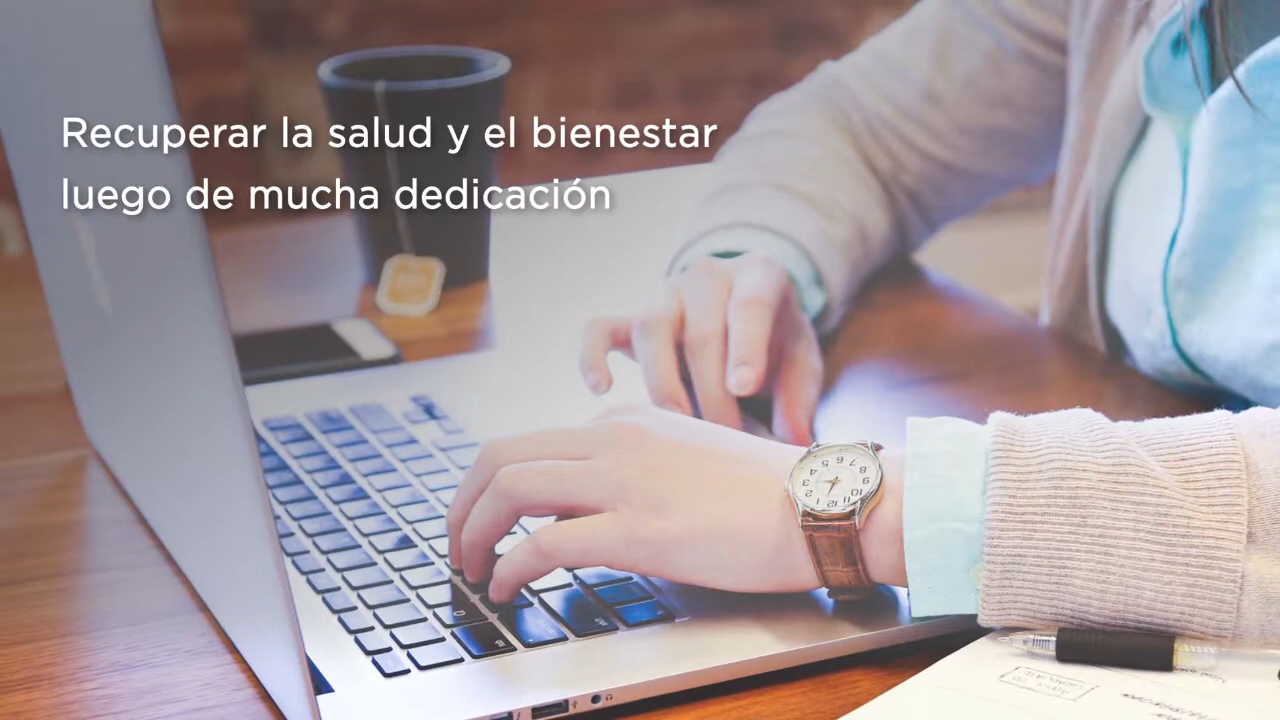 Recuperar la salud y el bienestar
luego de mucha dedicación